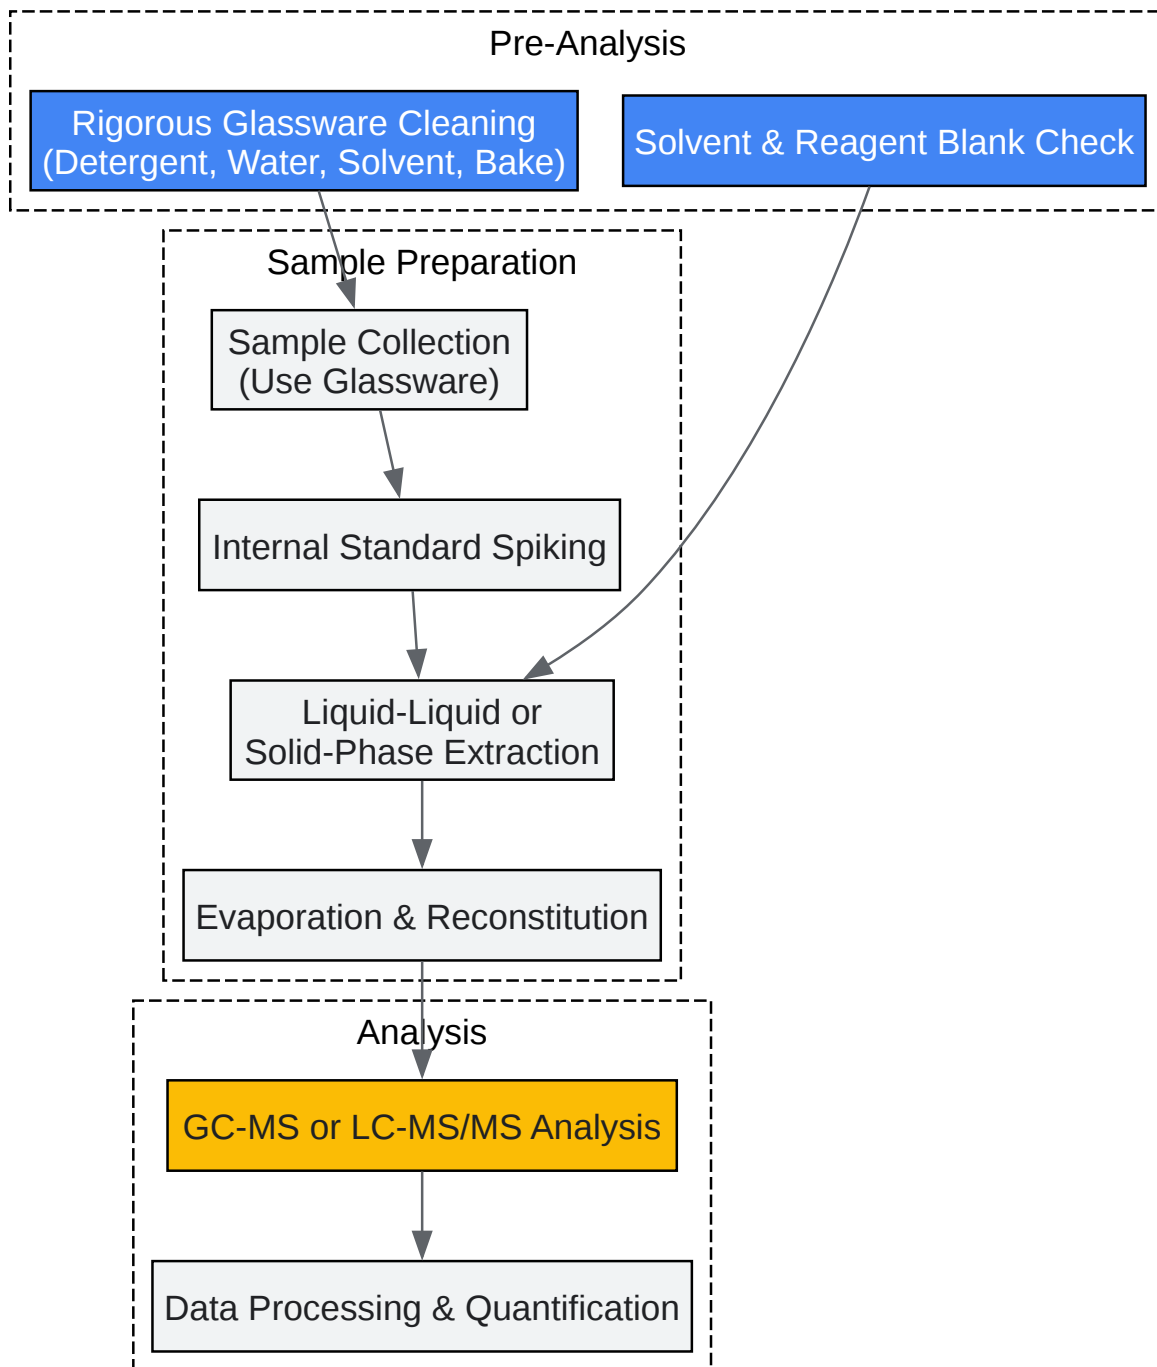 Pre-Analysis
Rigorous Glassware Cleaning
(Detergent, Water, Solvent, Bake)
Solvent & Reagent Blank Check
Sample Preparation
Sample Collection
(Use Glassware)
Internal Standard Spiking
Liquid-Liquid or
Solid-Phase Extraction
Evaporation & Reconstitution
Analysis
GC-MS or LC-MS/MS Analysis
Data Processing & Quantification